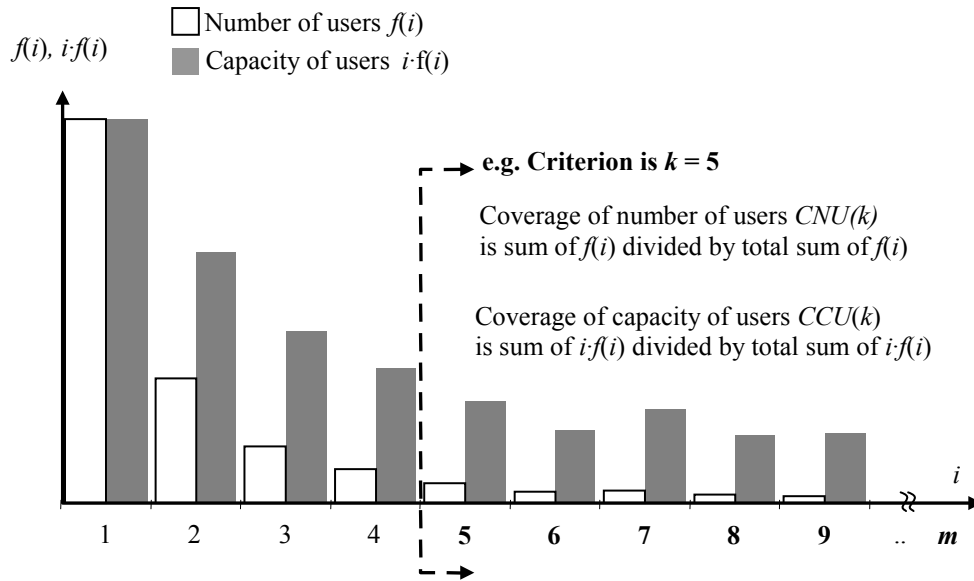 Number of users f(i)
f(i), i·f(i)
Capacity of users i·f(i)
e.g. Criterion is k = 5
Coverage of number of users CNU(k)
is sum of f(i) divided by total sum of f(i)
Coverage of capacity of users CCU(k)
is sum of i·f(i) divided by total sum of i·f(i)
i
1 2 3 4 5 6 7 8 9 .. m